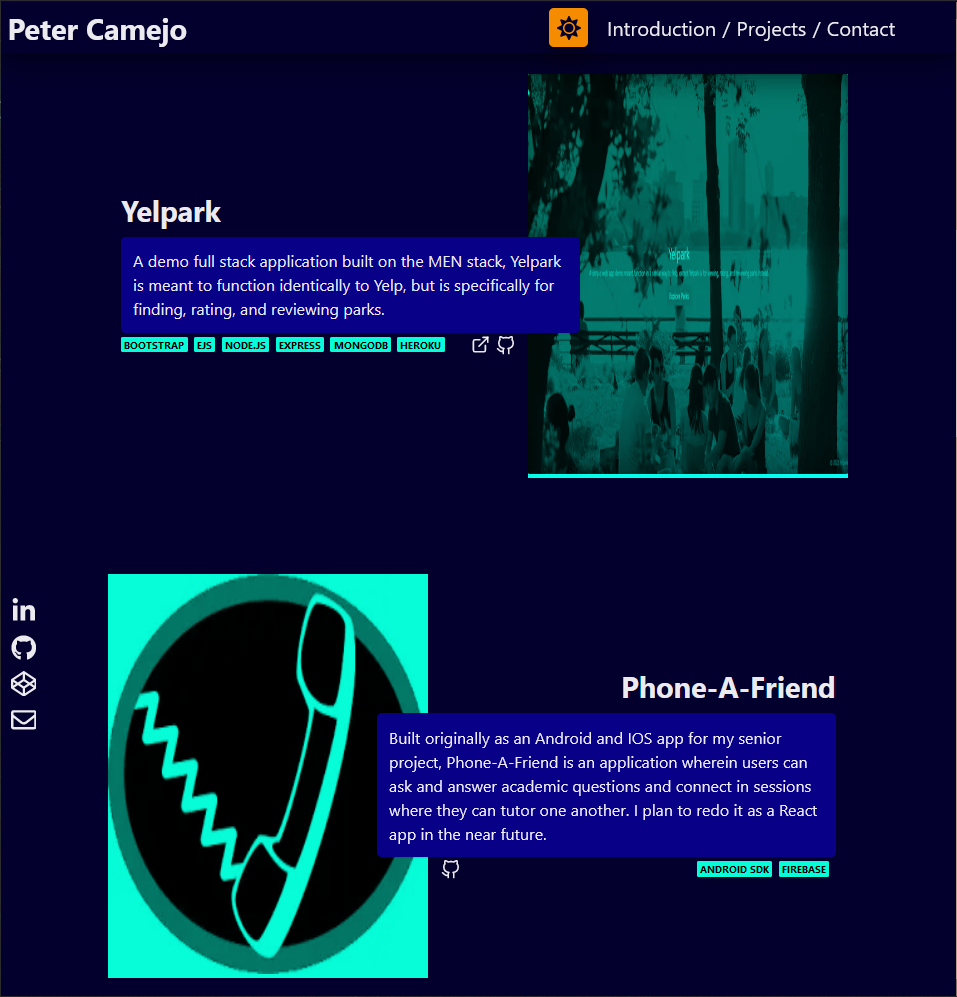 Peter Camejo
Introduction / Projects / Contact
Yelpark
A demo full stack application built on the MEN stack, Yelpark
is meant to function identically to Yelp, but is specifically for
finding, rating, and reviewing parks.
BOOTSTRAP EJS NODE.JS EXPRESS MONGODB HEROKU
Yelpark
Explore Parks
in
Phone-A-Friend
Built originally as an Android and IOS app for my senior
project, Phone-A-Friend is an application wherein users can
ask and answer academic questions and connect in sessions
where they can tutor one another. I plan to redo it as a React
app in the near future.
ANDROID SDK FIREBASE